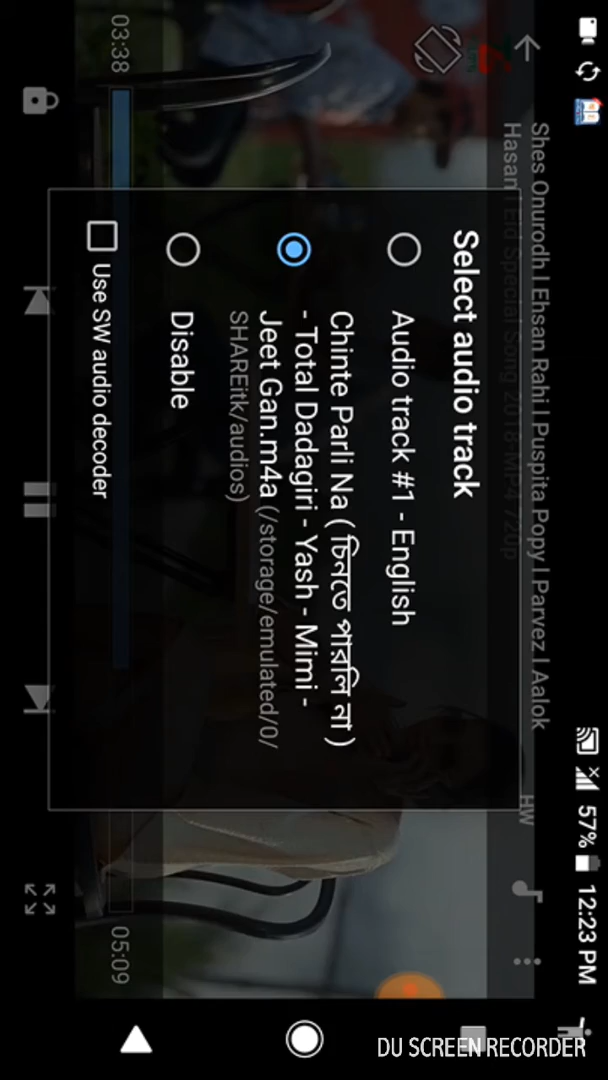 57% 12:23 PM
Shes Onurodh l Ehsan Rahi l Puspita Popy l Parvez l Aalok
Hasan l Eid Special Song 2018-MP4 720p
HW
Select audio track
Audio track #1 - English
Chinte Parli Na ( চিনতে পারলি না )
- Total Dadagiri - Yash - Mimi -
Jeet Gan.m4a (/storage/emulated/0/
SHAREitk/audios)
Disable
Use SW audio decoder
03:38
05:09
DU SCREEN RECORDER